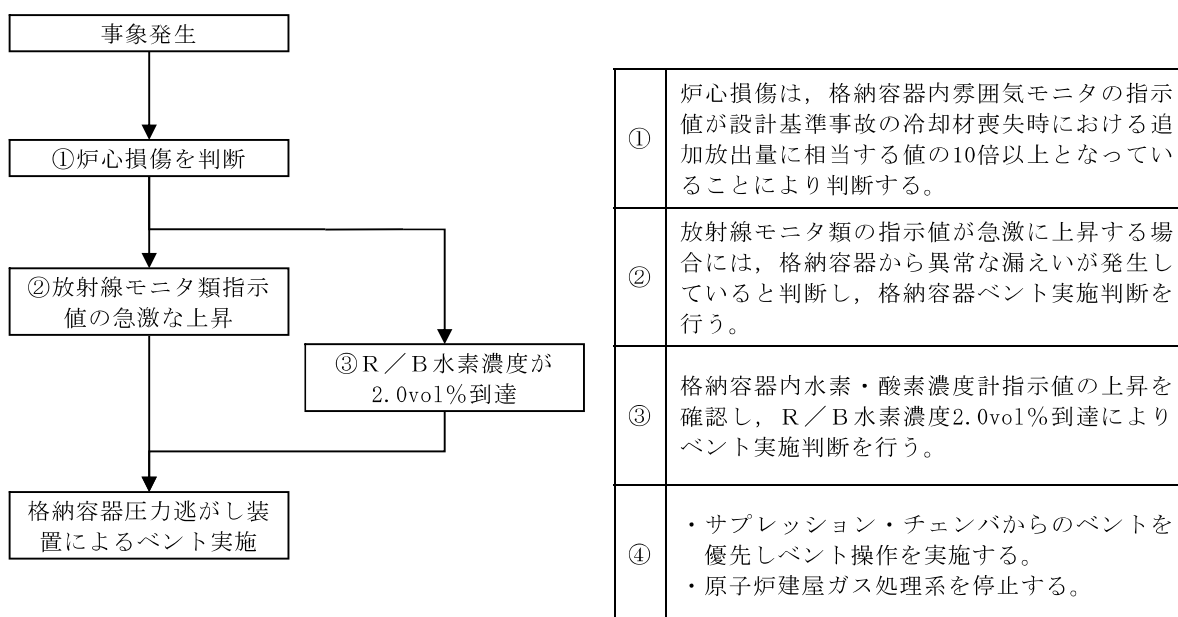 事象発生
①炉心損傷を判断
②放射線モニタ類指示
値の急激な上昇
③R／B水素濃度が
2.0vol％到達
格納容器圧力逃がし装
置によるベント実施
①
炉心損傷は，格納容器内雰囲気モニタの指示
値が設計基準事故の冷却材喪失時における追
加放出量に相当する値の10倍以上となってい
ることにより判断する。
②
放射線モニタ類の指示値が急激に上昇する場
合には，格納容器から異常な漏えいが発生し
ていると判断し，格納容器ベント実施判断を
行う。
③
格納容器内水素・酸素濃度計指示値の上昇を
確認し，R／B水素濃度2.0vol％到達により
ベント実施判断を行う。
④
・サプレッション・チェンバからのベントを
優先しベント操作を実施する。
・原子炉建屋ガス処理系を停止する。